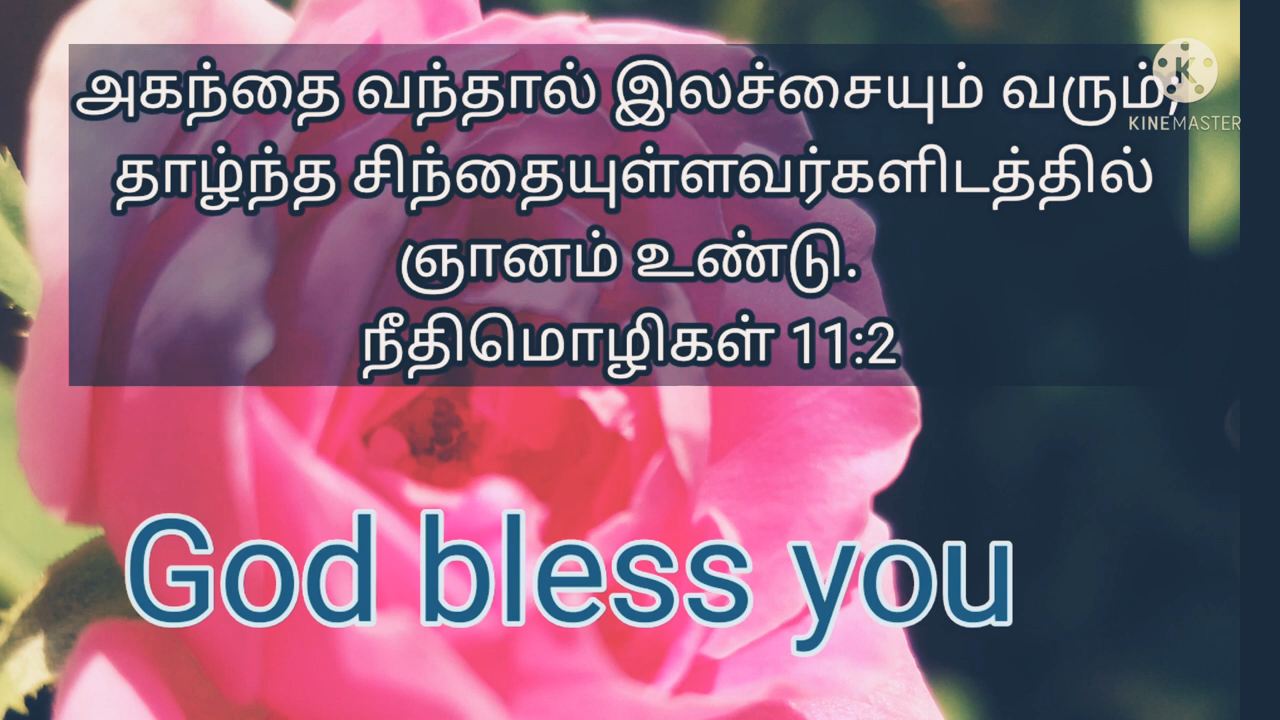 அகந்தை வந்தால் இலச்சையும் வரும்;
தாழ்ந்த சிந்தையுள்ளவர்களிடத்தில்
ஞானம் உண்டு.
நீதிமொழிகள் 11:2
God bless you
K
KINEMASTER